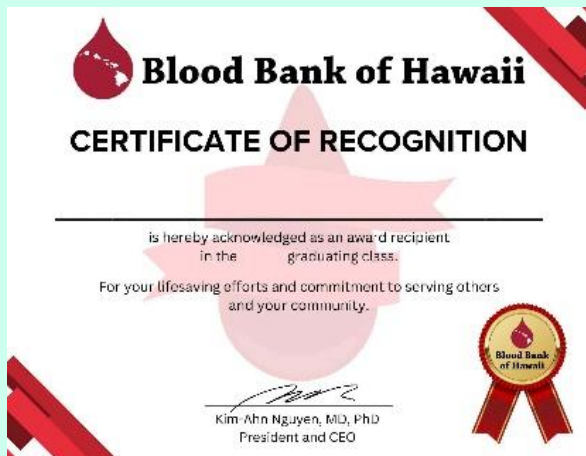 Blood Bank of Hawaii
CERTIFICATE OF RECOGNITION
is hereby acknowledged as an award recipient
in the graduating class.
For your lifesaving efforts and commitment to serving others
and your community.
Blood Bank
of Hawaii
Kim-Ahn Nguyen, MD, PhD
President and CEO